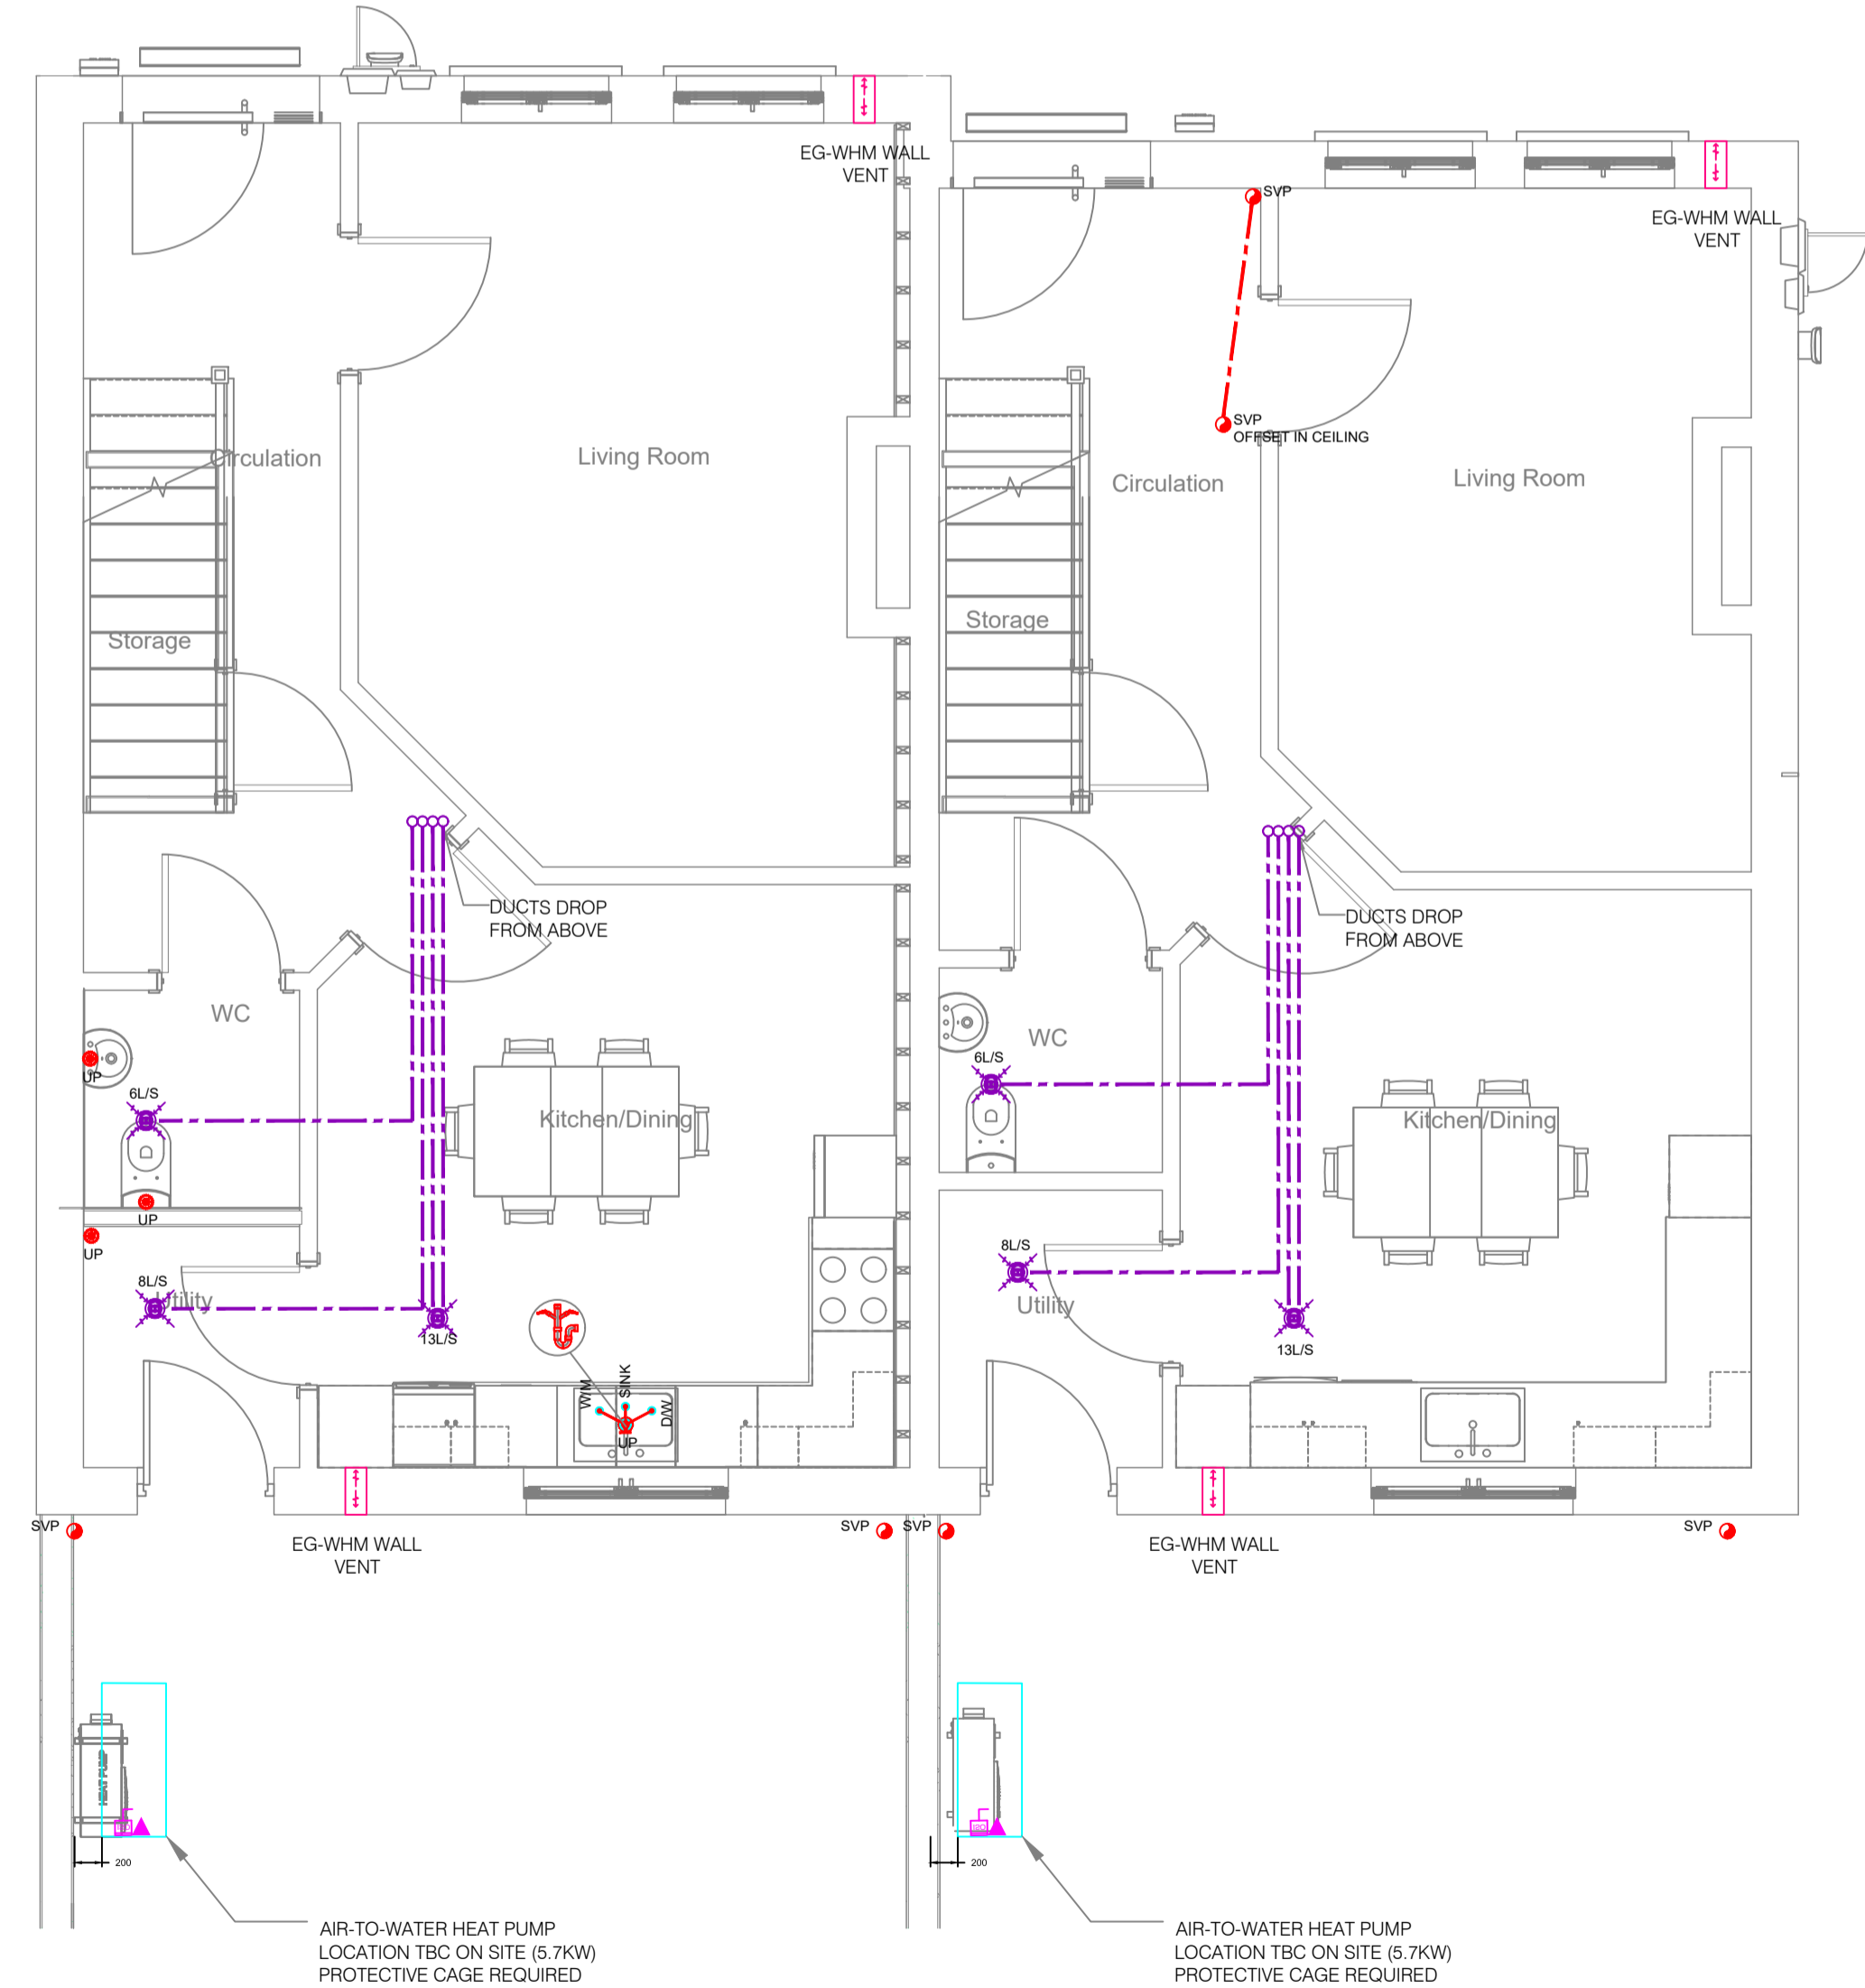 EG-WHM WALL
VENT
SVP
EG-WHM WALL
VENT
SVP
OFFSET IN CEILING
Circulation
Living Room
Circulation
Living Room
Storage
Storage
DUCTS DROP
FROM ABOVE
DUCTS DROP
FROM ABOVE
WC
WC
UP
6L/S
6L/S
Kitchen/Dining
Kitchen/Dining
UP
UP
8L/S
Utility
13L/S
8L/S
Utility
13L/S
W/M
SINK
D/W
UP
SVP
SVP
SVP
SVP
EG-WHM WALL
VENT
EG-WHM WALL
VENT
HEAT PUMP
200
200
AIR-TO-WATER HEAT PUMP
LOCATION TBC ON SITE (5.7KW)
PROTECTIVE CAGE REQUIRED
AIR-TO-WATER HEAT PUMP
LOCATION TBC ON SITE (5.7KW)
PROTECTIVE CAGE REQUIRED